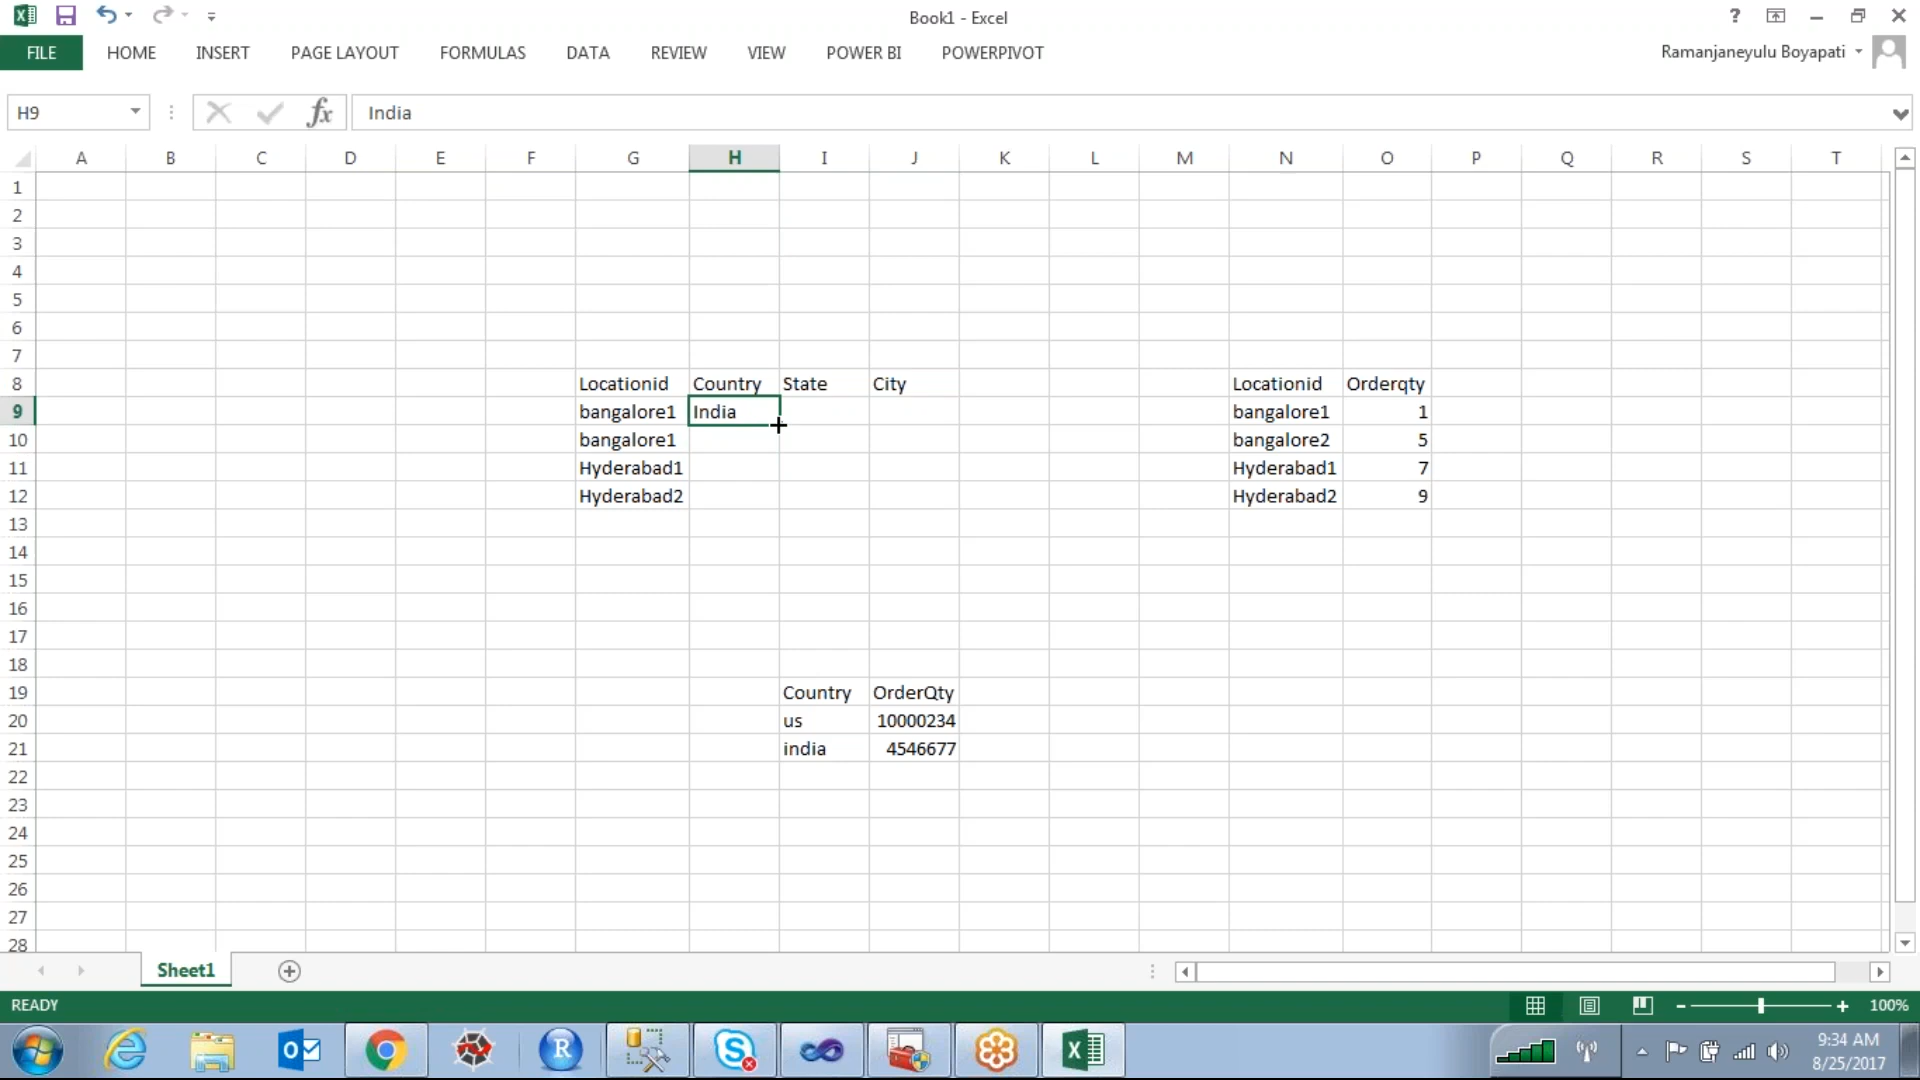 Book1 - Excel
?
FILE HOME INSERT PAGE LAYOUT FORMULAS DATA REVIEW VIEW POWER BI POWERPIVOT Ramanjaneyulu Boyapati
H9 fx India
A B C D E F G H I J K L M N O P Q R S T
1
2
3
4
5
6
7
8 Locationid Country State City Locationid Orderqty
9 bangalore1 India bangalore1 1
10 bangalore1 bangalore2 5
11 Hyderabad1 Hyderabad1 7
12 Hyderabad2 Hyderabad2 9
13
14
15
16
17
18
19 Country OrderQty
20 us 10000234
21 india 4546677
22
23
24
25
26
27
28
Sheet1
READY 100%
9:34 AM
8/25/2017